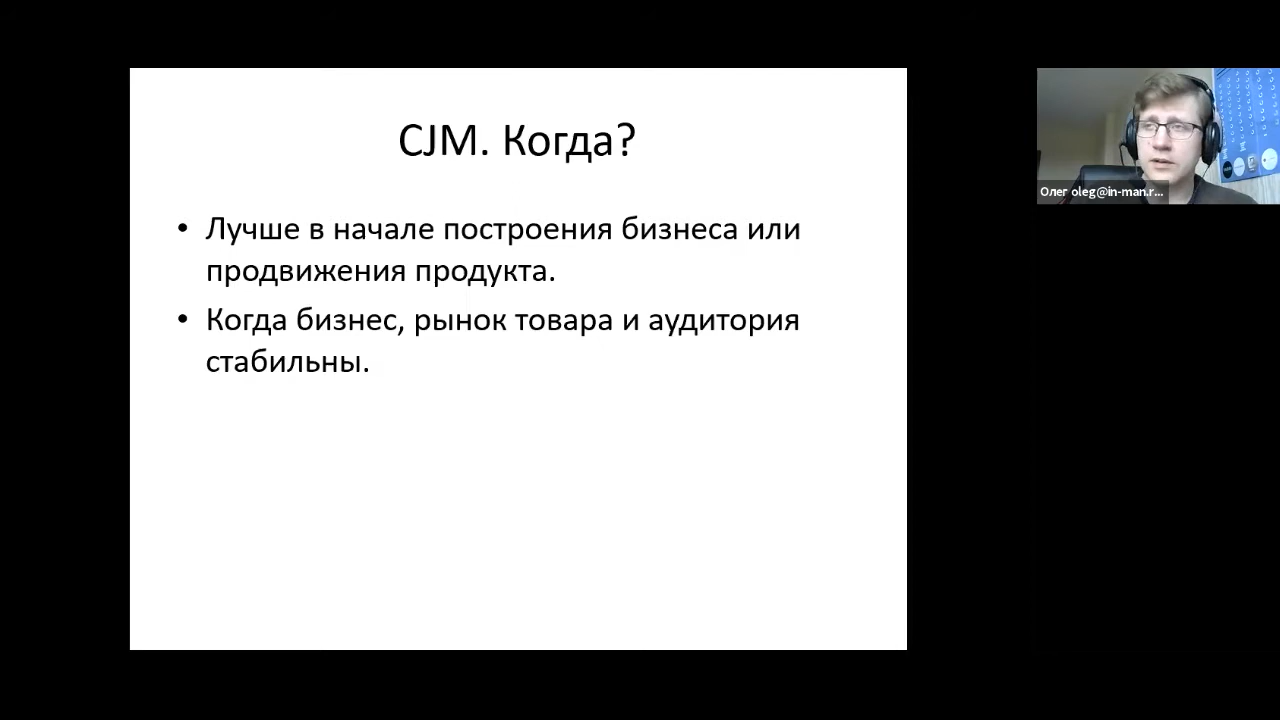 CJM. Когда?
• Лучше в начале построения бизнеса или
продвижения продукта.
• Когда бизнес, рынок товара и аудитория
стабильны.
Олег oleg@in-man.r...